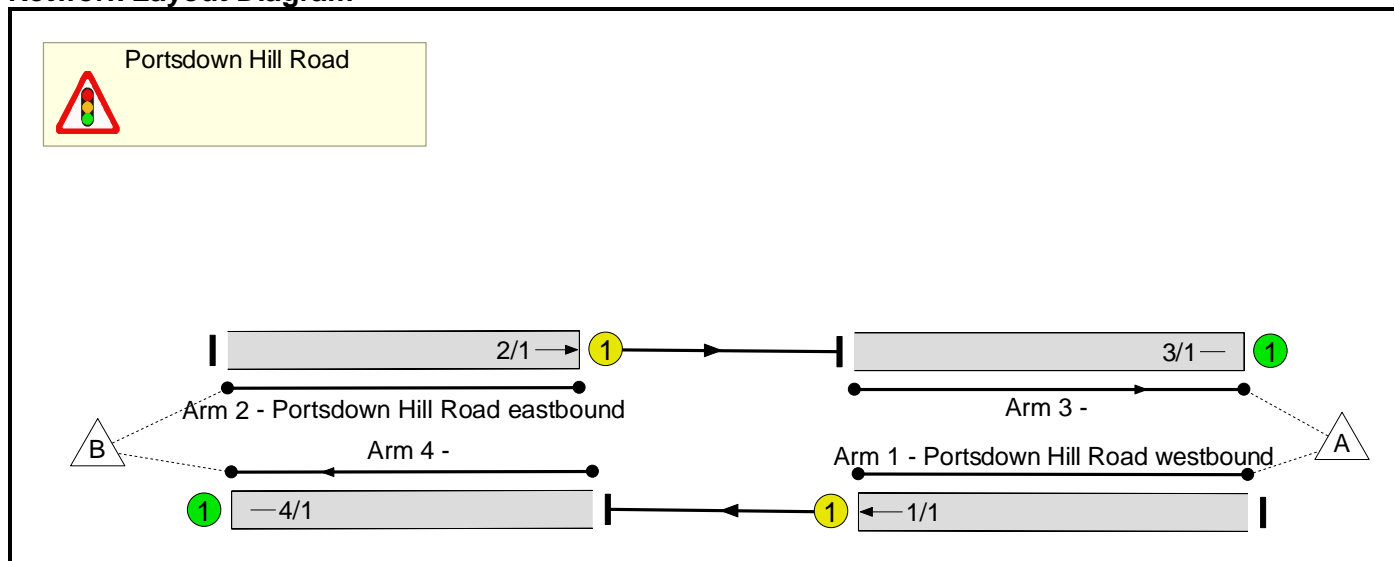 Network Layout Diagram
Portsdown Hill Road
2/1
1
3/1
1
Arm 2 - Portsdown Hill Road eastbound
Arm 3 -
B
Arm 4 -
Arm 1 - Portsdown Hill Road westbound
A
1
4/1
1
1/1